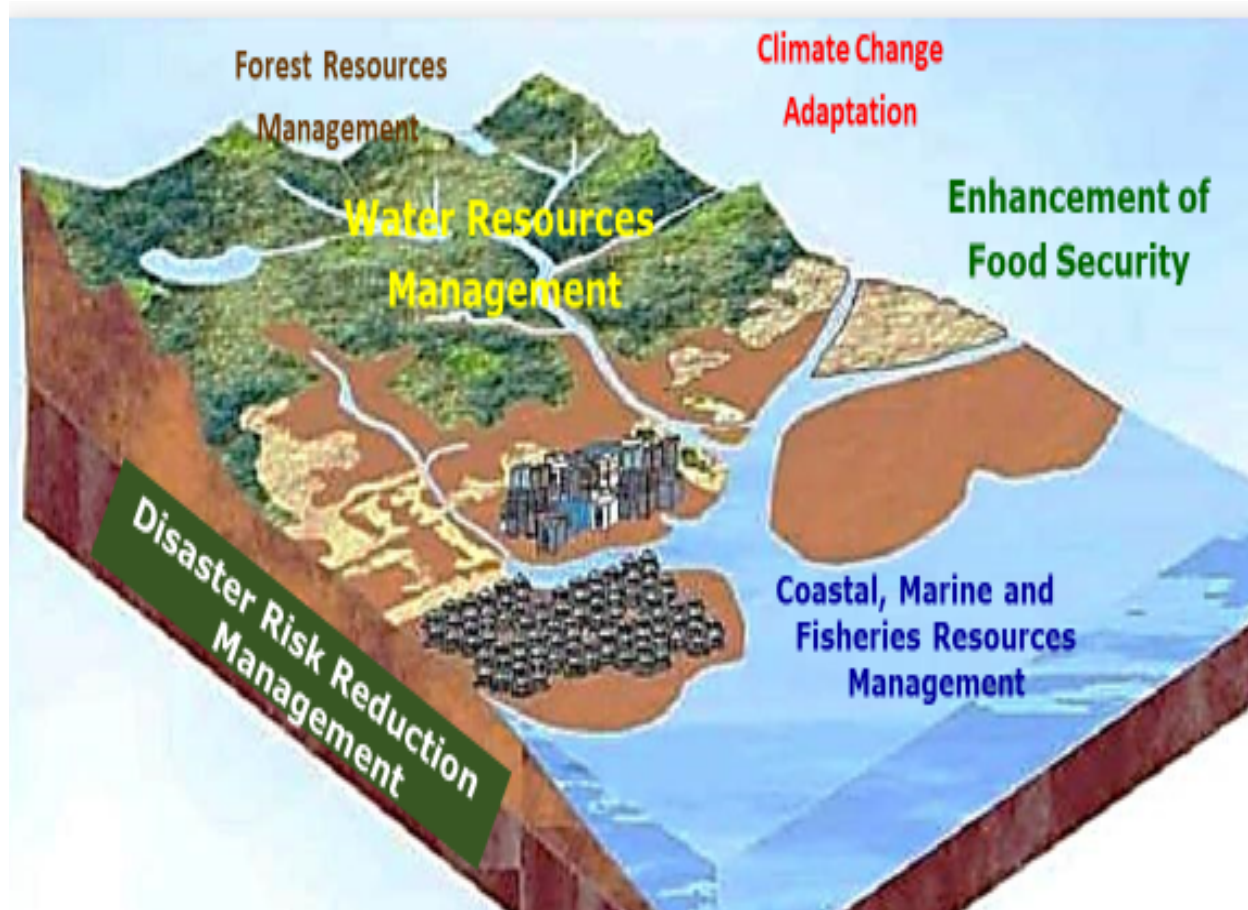 Forest Resources
Management
Climate Change
Adaptation
Water Resources
Management
Enhancement of
Food Security
Disaster Risk Reduction
Management
Coastal, Marine and
Fisheries Resources
Management